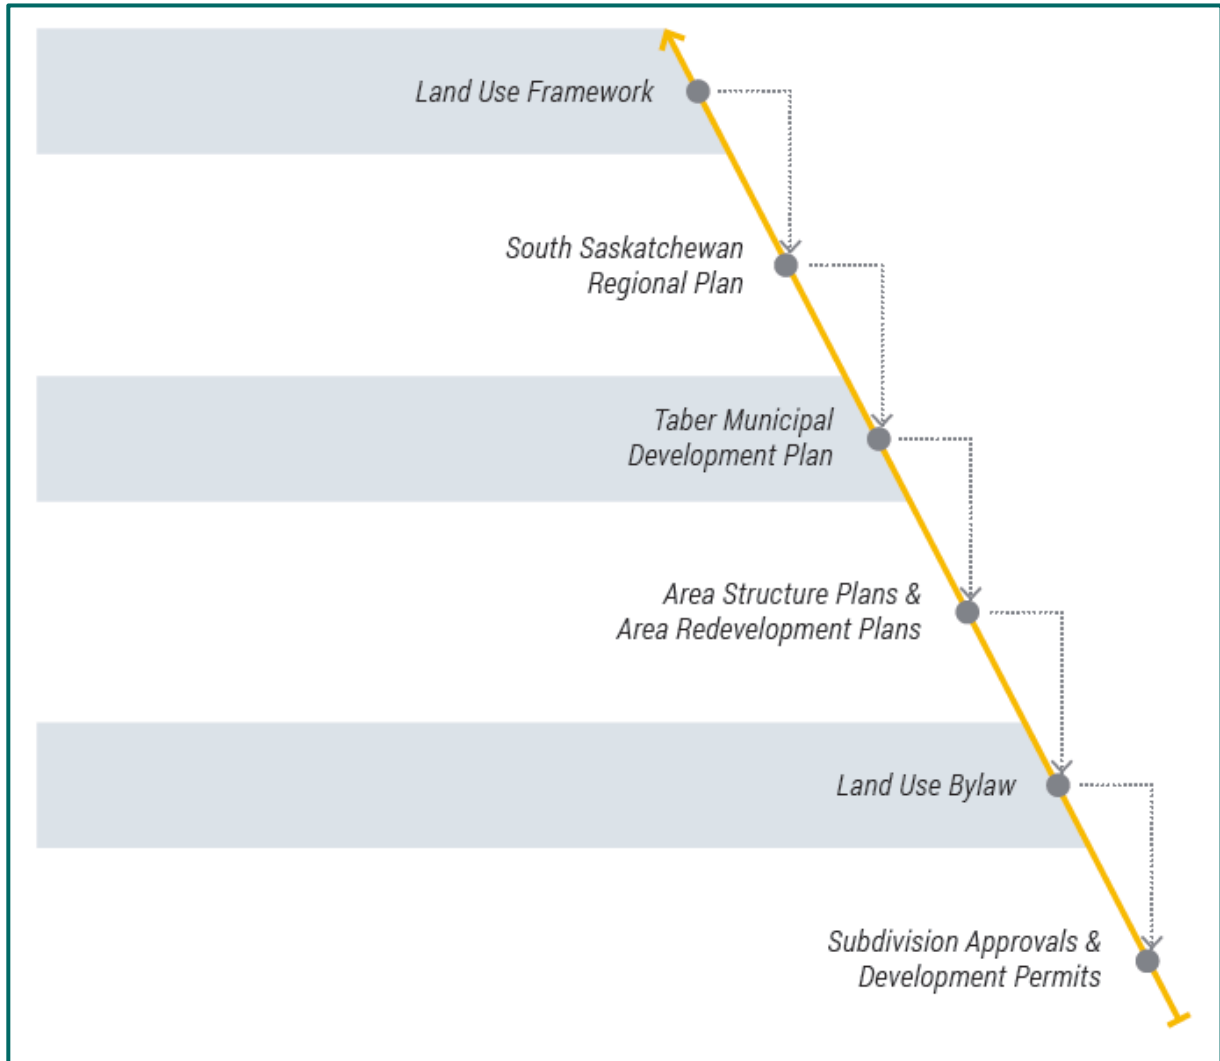 Land Use Framework
South Saskatchewan
Regional Plan
Taber Municipal
Development Plan
Area Structure Plans &
Area Redevelopment Plans
Land Use Bylaw
Subdivision Approvals &
Development Permits